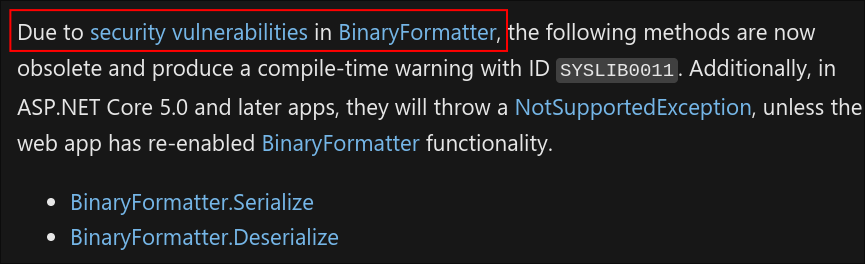 Due to security vulnerabilities in BinaryFormatter, the following methods are now
obsolete and produce a compile-time warning with ID SYSLIB0011. Additionally, in
ASP.NET Core 5.0 and later apps, they will throw a NotSupportedException, unless the
web app has re-enabled BinaryFormatter functionality.
• BinaryFormatter.Serialize
• BinaryFormatter.Deserialize